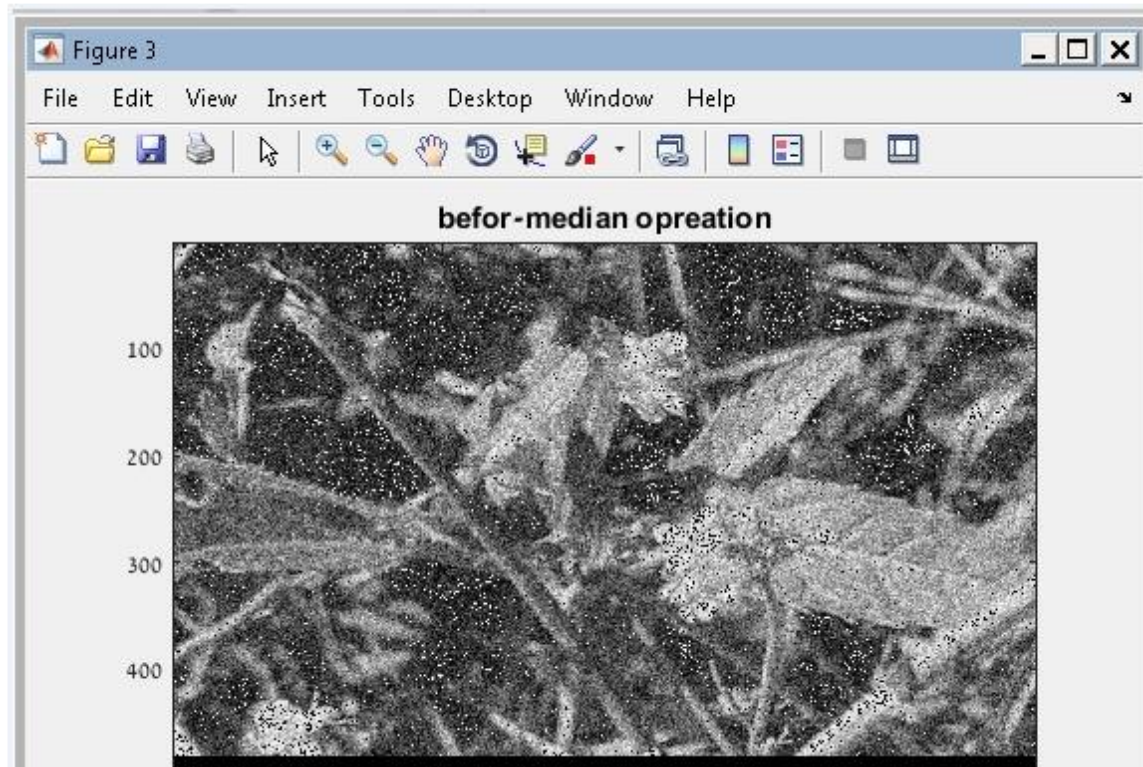 Figure 3
File Edit View Insert Tools Desktop Window Help
befor-median opreation
100
200
300
400